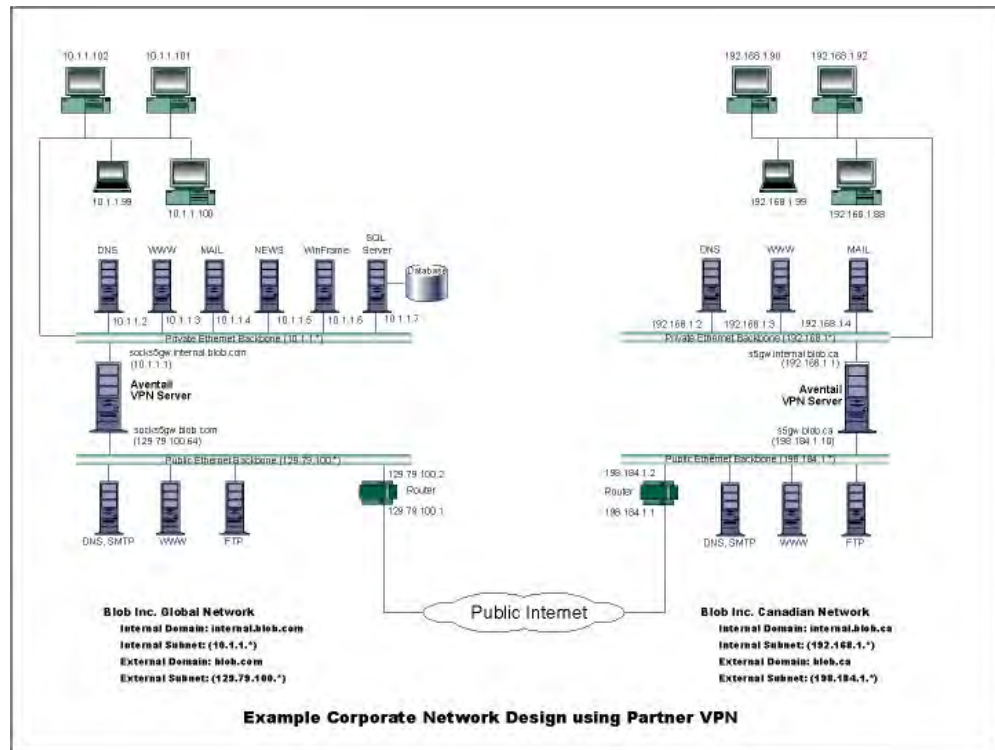 10.1.1.102 10.1.1.101
192.168.1.90 192.168.1.92
10.1.1.99
10.1.1.100
192.168.1.99
192.168.1.88
DNS WWW MAIL NEWS WinFrame SQL Server
Database
DNS WWW MAIL
10.1.1.2 10.1.1.3 10.1.1.4 10.1.1.5 10.1.1.6 10.1.1.7
192.168.1.2 192.168.1.3 192.168.1.4
Private Ethernet Backbone (10.1.1.*)
Private Ethernet Backbone (192.168.1*)
socks5gw.internal.blob.com
(10.1.1.1)
Aventail
VPN Server
socks5gw.blob.com
(129.79.100.64)
s5gw.internal.blob.ca
(192.168.1.1)
Aventail
VPN Server
s5gw.blob.ca
(198.184.1.10)
Public Ethernet Backbone (129.79.100.*)
Public Ethernet Backbone (198.184.1.*)
129.79.100.2
Router
129.79.100.1
198.184.1.2
Router
198.184.1.1
DNS, SMTP WWW FTP
DNS, SMTP WWW FTP
Public Internet
Blob Inc. Global Network
Internal Domain: internal.blob.com
Internal Subnet: (10.1.1.*)
External Domain: blob.com
External Subnet: (129.79.100.*)
Blob Inc. Canadian Network
Internal Domain: internal.blob.ca
Internal Subnet: (192.168.1.*)
External Domain: blob.ca
External Subnet: (198.184.1.*)
Example Corporate Network Design using Partner VPN